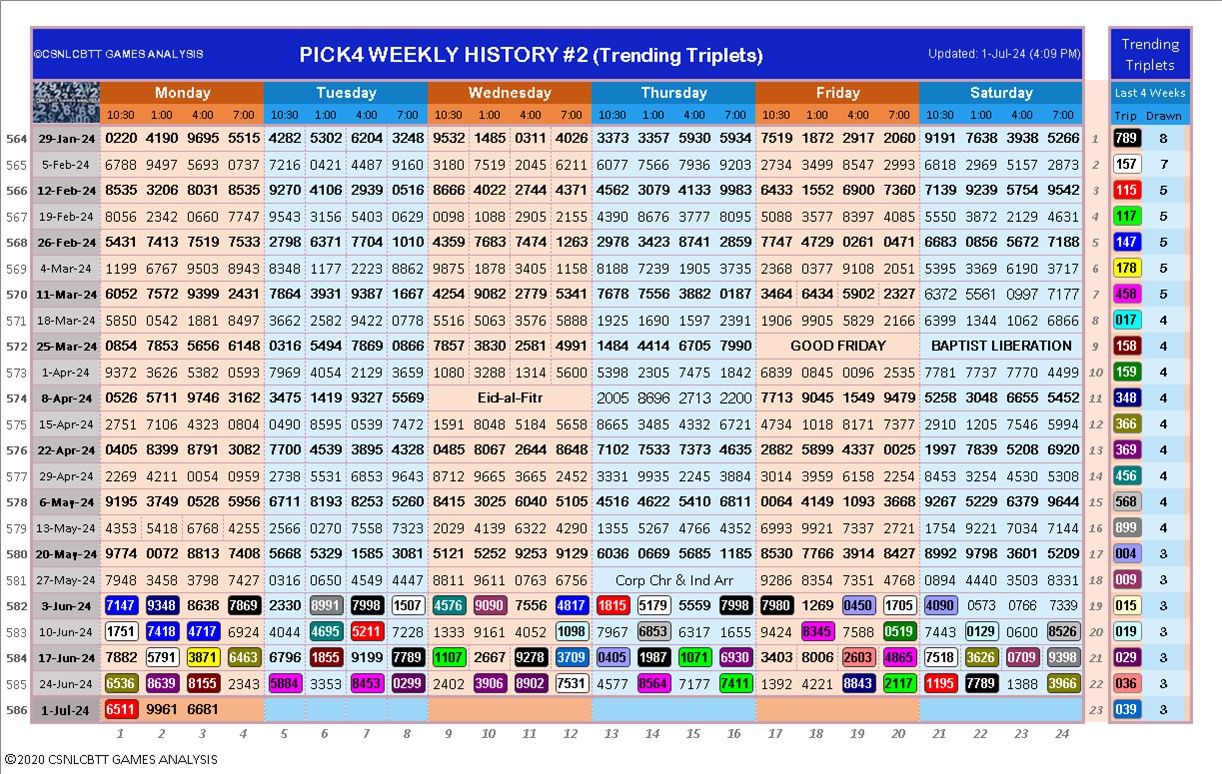 ©CSNLCBTT GAMES ANALYSIS PICK4 WEEKLY HISTORY #2 (Trending Triplets) Updated: 1-Jul-24 (4:09 PM) Trending Triplets
Monday Tuesday Wednesday Thursday Friday Saturday Last 4 Weeks
10:30 1:00 4:00 7:00 10:30 1:00 4:00 7:00 10:30 1:00 4:00 7:00 10:30 1:00 4:00 7:00 10:30 1:00 4:00 7:00 10:30 1:00 4:00 7:00 Trip Drawn
564 29-Jan-24 0220 4190 9695 5515 4282 5302 6204 3248 9532 1485 0311 4026 3373 3357 5930 5934 7519 1872 2917 2060 9191 7638 3938 5266 1 789 8
565 5-Feb-24 6788 9497 5693 0737 7216 0421 4487 9160 3180 7519 2045 6211 6077 7566 7936 9203 2734 3499 8547 2993 6818 2969 5157 2873 2 157 7
566 12-Feb-24 8535 3206 8031 8535 9270 4106 2939 0516 8666 4022 2744 4371 4562 3079 4133 9983 6433 1552 6900 7360 7139 9239 5754 9542 3 115 5
567 19-Feb-24 8056 2342 0660 7747 9543 3156 5403 0629 0098 1088 2905 2155 4390 8676 3777 8095 5088 3577 8397 4085 5550 3872 2129 4631 4 117 5
568 26-Feb-24 5431 7413 7519 7533 2798 6371 7704 1010 4359 7683 7474 1263 2978 3423 8741 2859 7747 4729 0261 0471 6683 0856 5672 7188 5 147 5
569 4-Mar-24 1199 6767 9503 8943 8348 1177 2223 8862 9875 1878 3405 1158 8188 7239 1905 3735 2368 0377 9108 2051 5395 3369 6190 3717 6 178 5
570 11-Mar-24 6052 7572 9399 2431 7864 3931 9387 1667 4254 9082 2779 5341 7678 7556 3882 0187 3464 6434 5902 2327 6372 5561 0997 7177 7 458 5
571 18-Mar-24 5850 0542 1881 8497 3662 2582 9422 0776 5516 5063 3576 5888 1925 1690 1597 2391 1906 9905 5829 2166 6399 1344 1062 6866 8 017 4
572 25-Mar-24 0854 7853 5656 6148 0316 5494 7869 0866 7857 3830 2581 4991 1484 4414 6705 7990 GOOD FRIDAY BAPTIST LIBERATION 9 158 4
573 1-Apr-24 9372 3626 5382 0593 7969 4054 2129 3659 1080 3288 1314 5600 5398 2305 7475 1842 6839 0845 0096 2535 7781 7737 7770 4499 10 159 4
574 8-Apr-24 0526 5711 9746 3162 3475 1419 9327 5569 Eid-al-Fitr 2005 8696 2713 2200 7713 9045 1549 9479 5258 3048 6655 5452 11 348 4
575 15-Apr-24 2751 7106 4323 0804 0490 8595 0539 7472 1591 8048 5184 5658 8665 3485 4332 6721 4734 1018 8171 7377 2910 1205 7546 5994 12 366 4
576 22-Apr-24 0405 8399 8791 3082 7700 4539 3895 4328 0485 8067 2644 8648 7102 7533 7373 4635 2882 5899 4337 0025 1997 7839 5208 6920 13 369 4
577 29-Apr-24 2269 4211 0054 0959 2738 5531 6853 4631 9712 9665 3665 2452 3331 9935 2245 3884 3014 3959 6155 2254 8453 3254 4530 5308 14 456 4
578 6-May-24 9195 3749 0528 5956 6711 8193 8253 5263 8415 3025 6040 5105 4516 4622 5410 6811 0064 4149 1093 3668 9267 5229 6379 9644 15 568 4
579 13-May-24 4353 5418 6768 4255 2566 0270 7558 7323 2029 4139 6322 4290 1355 5267 4766 4352 6993 9921 7337 2721 1754 9221 7034 7144 16 899 4
580 20-May-24 9774 0072 8813 7408 5668 5329 1585 3081 5121 5252 9253 9129 6036 0669 5685 1185 8530 7766 3914 8427 8992 9798 3601 5209 17 004 3
581 27-May-24 7948 3458 3798 7427 0316 0650 4549 4447 8811 9611 0763 6756 Corp Chr & Ind Arr 9286 8354 7351 4768 0894 4440 3503 8331 18 009 3
582 3-Jun-24 7147 9348 8638 7869 2330 8991 7998 1507 4576 9090 7556 4817 1815 5179 5559 7998 7980 1269 0450 1705 4090 0573 0766 7339 19 015 3
583 10-Jun-24 1751 7418 4717 6924 4044 4695 5211 7228 1333 9161 4052 1098 7967 6853 6317 1655 9424 8345 7588 0519 7443 0129 0600 8526 20 019 3
584 17-Jun-24 7882 5791 3871 6463 6796 1855 9199 7789 1107 2667 9278 3709 0405 1987 1071 6930 3403 8006 2603 4865 7518 3626 0709 9398 21 029 3
585 24-Jun-24 6536 8639 8155 2343 5884 3353 8453 0299 2402 3906 8902 7531 4577 8564 7177 7411 1392 4221 8843 2117 1195 7789 1388 3966 22 036 3
586 1-Jul-24 6511 9961 6681 23 039 3
1 2 3 4 5 6 7 8 9 10 11 12 13 14 15 16 17 18 19 20 21 22 23 24
©2020 CSNLCBTT GAMES ANALYSIS